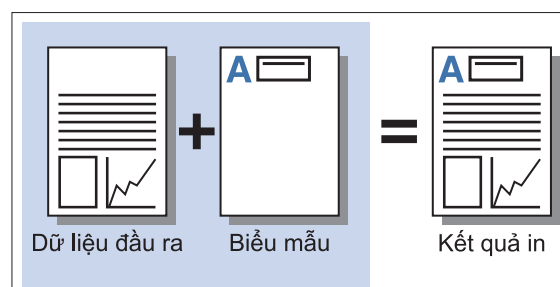 A
A
Dữ liệu đầu ra
Biểu mẫu
Kết quả in